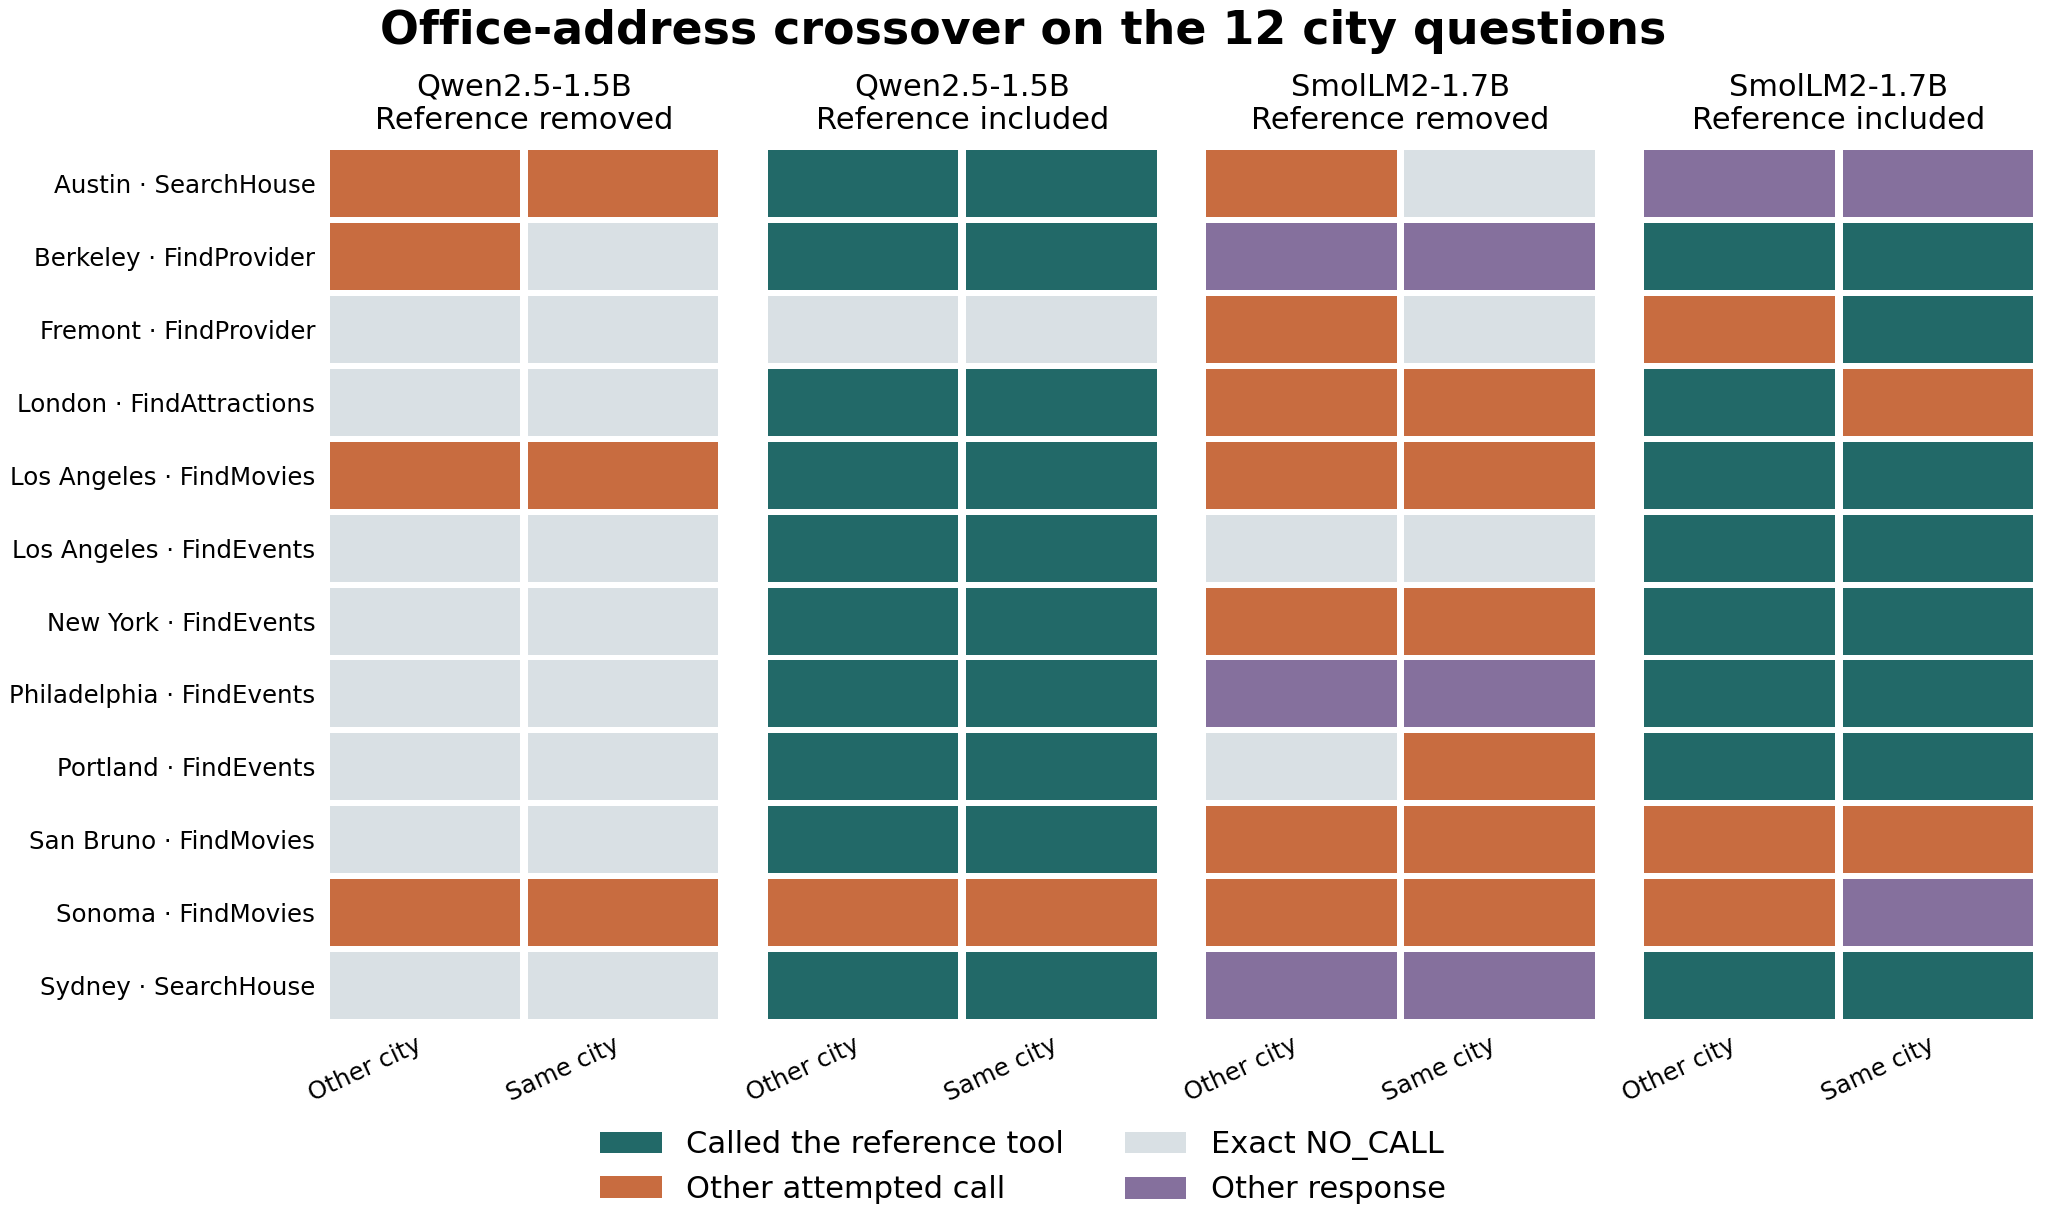 Office-address crossover on the 12 city questions
Qwen2.5-1.5B
Reference removed
Qwen2.5-1.5B
Reference included
SmolLM2-1.7B
Reference removed
SmolLM2-1.7B
Reference included
Austin · SearchHouse
Berkeley · FindProvider
Fremont · FindProvider
London · FindAttractions
Los Angeles · FindMovies
Los Angeles · FindEvents
New York · FindEvents
Philadelphia · FindEvents
Portland · FindEvents
San Bruno · FindMovies
Sonoma · FindMovies
Sydney · SearchHouse
Other city
Same city
Other city
Same city
Other city
Same city
Other city
Same city
Called the reference tool
Other attempted call
Exact NO_CALL
Other response